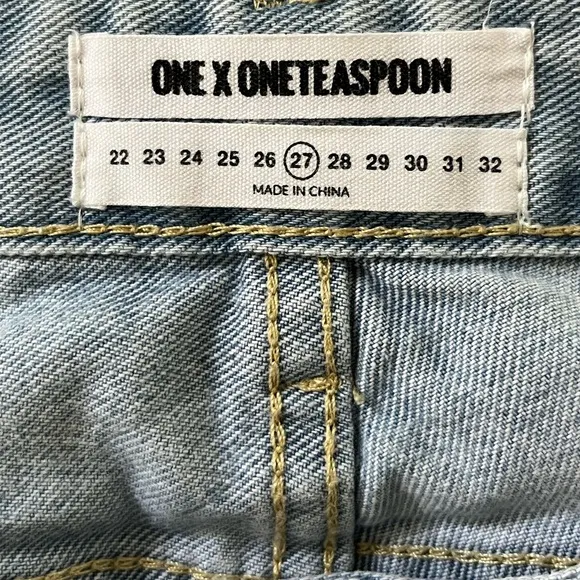 ONE X ONETEASPOON
22 23 24 25 26 27 28 29 30 31 32
MADE IN CHINA